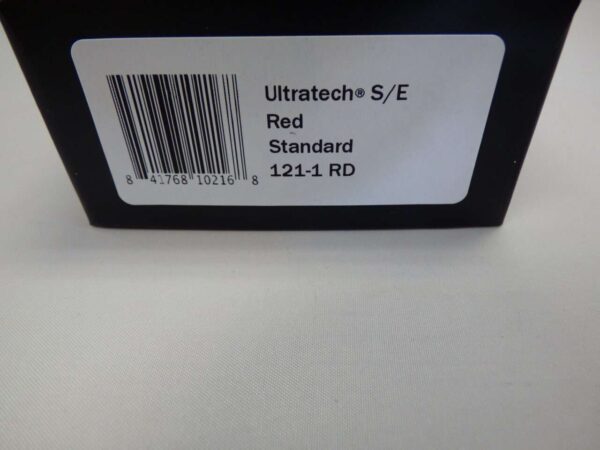 Ultratech® S/E
Red
Standard
121-1 RD
8 41768 10216 8